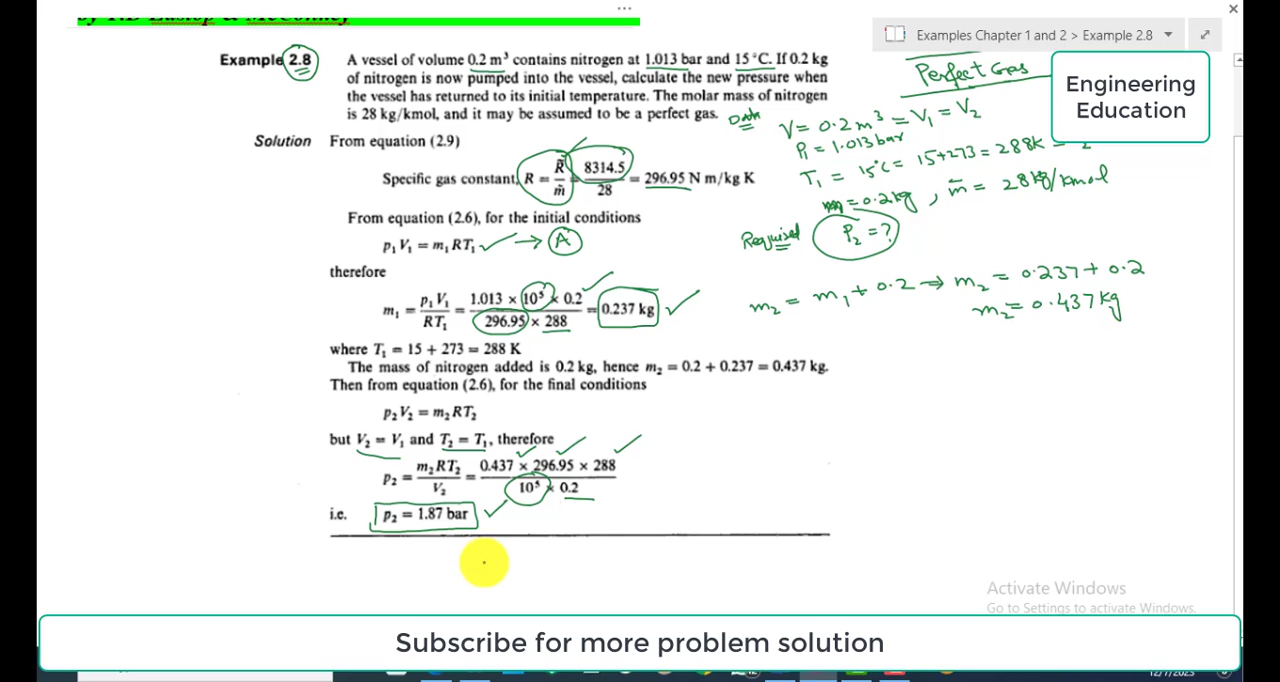 by T.D Eastop & McConkey
Examples Chapter 1 and 2 > Example 2.8
Engineering
Education
Example 2.8 A vessel of volume 0.2 m³ contains nitrogen at 1.013 bar and 15 °C. If 0.2 kg
of nitrogen is now pumped into the vessel, calculate the new pressure when
the vessel has returned to its initial temperature. The molar mass of nitrogen
is 28 kg/kmol, and it may be assumed to be a perfect gas.
Solution From equation (2.9)
Specific gas constant, R = R̃/m̃ = 8314.5/28 = 296.95 N m/kg K
From equation (2.6), for the initial conditions
p₁V₁ = m₁RT₁ → A
therefore
m₁ = p₁V₁/RT₁ = 1.013 × 10⁵ × 0.2/296.95 × 288 = 0.237 kg
where T₁ = 15 + 273 = 288 K
The mass of nitrogen added is 0.2 kg, hence m₂ = 0.2 + 0.237 = 0.437 kg.
Then from equation (2.6), for the final conditions
p₂V₂ = m₂RT₂
but V₂ = V₁ and T₂ = T₁, therefore
p₂ = m₂RT₂/V₂ = 0.437 × 296.95 × 288/10⁵ × 0.2
i.e. p₂ = 1.87 bar
Perfect Gas
Data
V = 0.2 m³ = V₁ = V₂
P₁ = 1.013 bar
T₁ = 15°C = 15+273 = 288K =
m = 0.2 kg, m̃ = 28 kg/kmol
Required P₂ = ?
m₂ = m₁ + 0.2 ⇒ m₂ = 0.237 + 0.2
m₂ = 0.437 kg
Activate Windows
Go to Settings to activate Windows.
Subscribe for more problem solution
12/7/2023